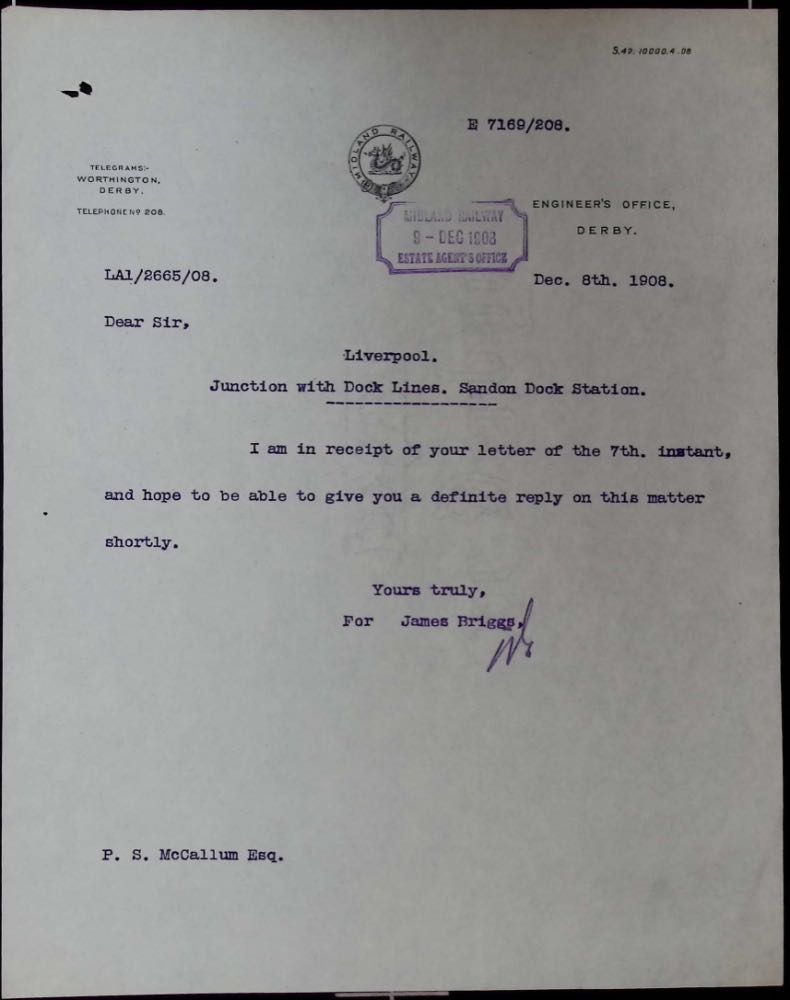 S.42. 10000.4.08
E 7169/208.
MIDLAND RAILWAY
TELEGRAMS:-
WORTHINGTON,
DERBY.
TELEPHONE Nº 208.
ENGINEER'S OFFICE,
DERBY.
MIDLAND RAILWAY
9 - DEC 1908
ESTATE AGENT'S OFFICE
LA1/2665/08.
Dec. 8th. 1908.
Dear Sir,
Liverpool.
Junction with Dock Lines. Sandon Dock Station.
I am in receipt of your letter of the 7th. instant,
and hope to be able to give you a definite reply on this matter
shortly.
Yours truly,
For James Briggs,
P. S. McCallum Esq.